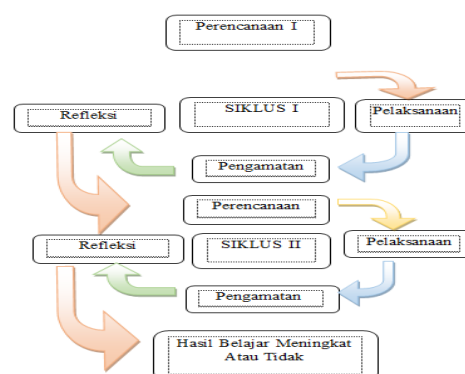 Perencanaan I
Refleksi
SIKLUS I
Pelaksanaan
Pengamatan
Perencanaan
Refleksi
SIKLUS II
Pelaksanaan
Pengamatan
Hasil Belajar Meningkat
Atau Tidak